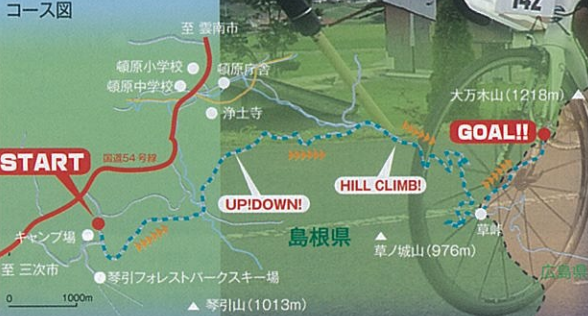 コース図
142
至 雲南市
頓原小学校
頓原庁舎
頓原中学校
浄土寺
大万木山(1218m)
GOAL!!
START
国道54号線
HILL CLIMB!
UP!DOWN!
草峠
島根県
キャンプ場
草ノ城山(976m)
至 三次市
琴引フォレストパークスキー場
広島県
0 1000m
琴引山(1013m)